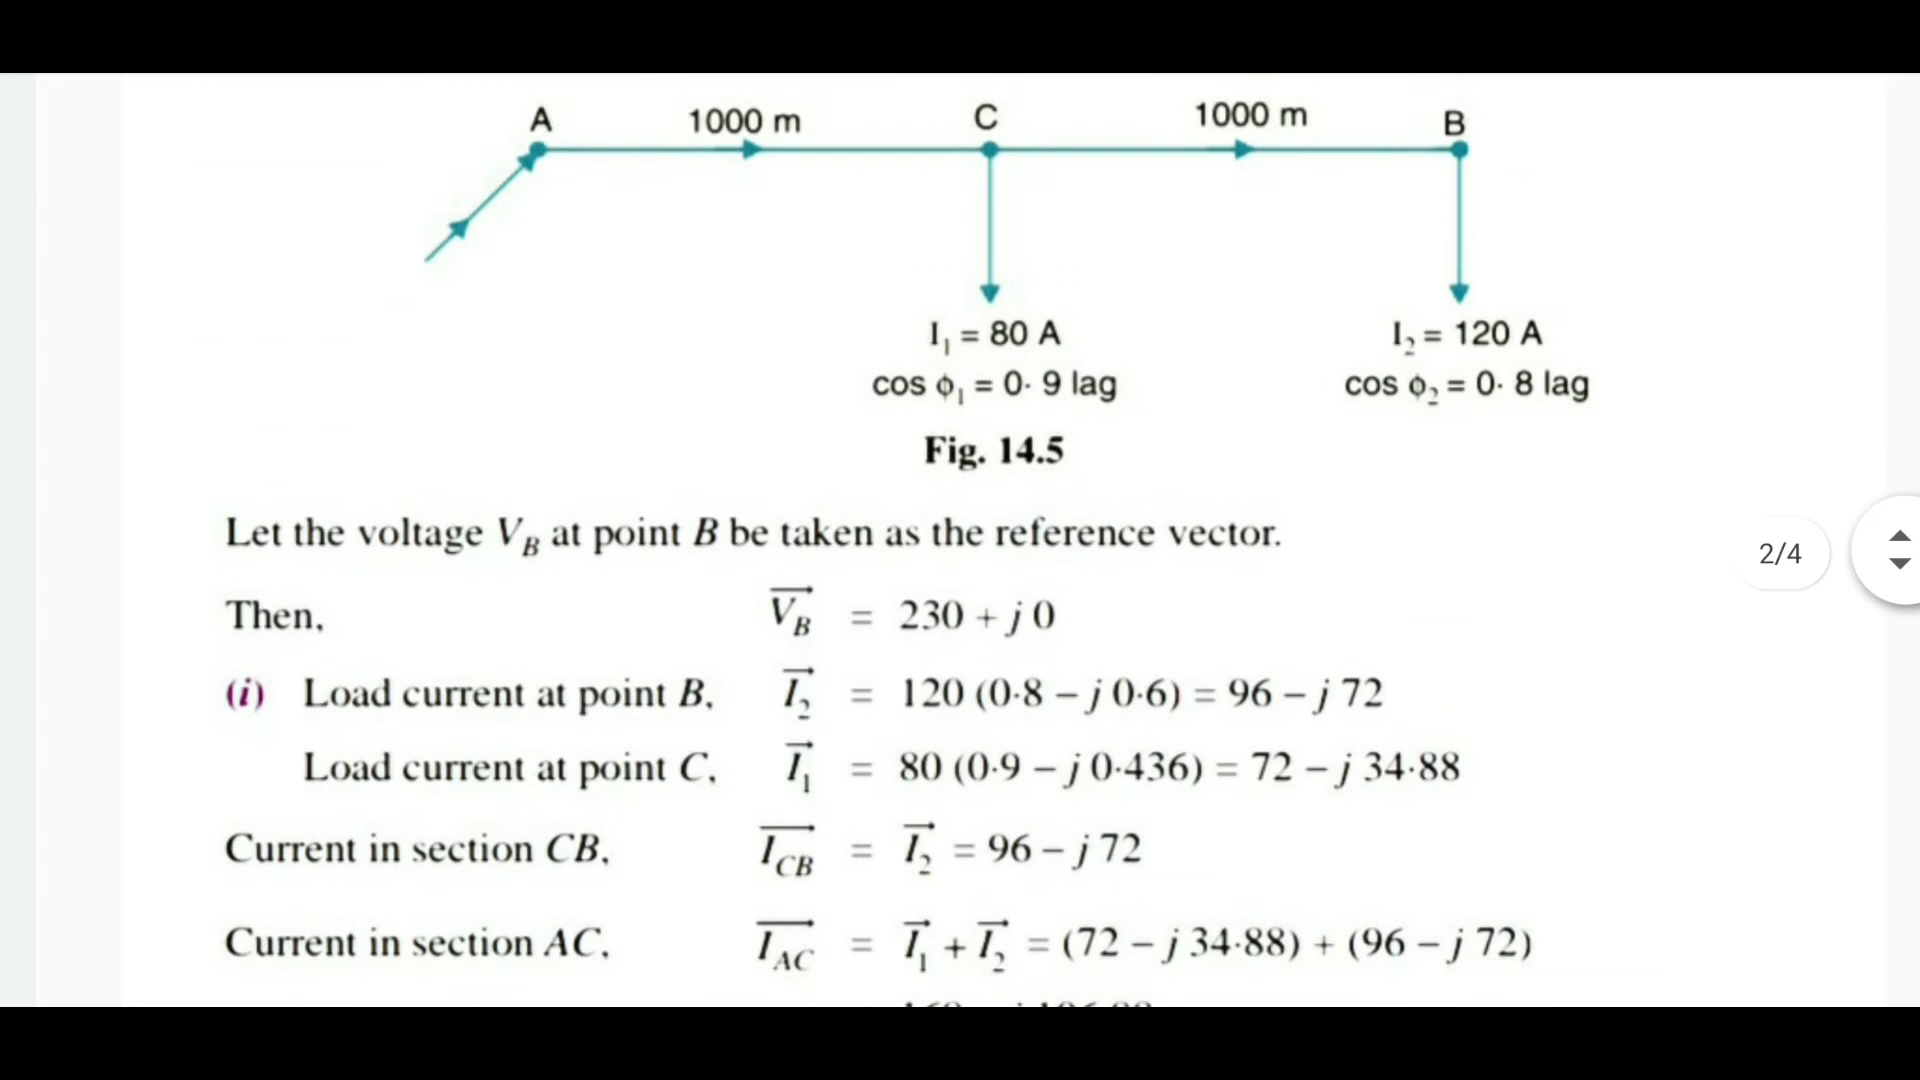 A 1000 m C 1000 m B
I₁ = 80 A I₂ = 120 A
cos ϕ₁ = 0· 9 lag cos ϕ₂ = 0· 8 lag
Fig. 14.5
Let the voltage V_B at point B be taken as the reference vector.
2/4
Then, V_B = 230 + j 0
(i) Load current at point B, I₂ = 120 (0·8 – j 0·6) = 96 – j 72
Load current at point C, I₁ = 80 (0·9 – j 0·436) = 72 – j 34·88
Current in section CB, I_CB = I₂ = 96 – j 72
Current in section AC, I_AC = I₁ + I₂ = (72 – j 34·88) + (96 – j 72)